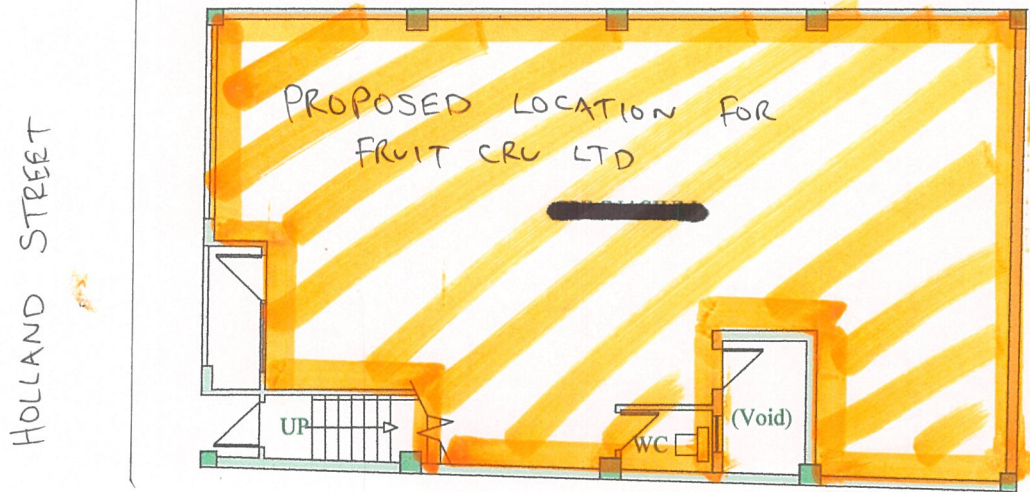 HOLLAND STREET
PROPOSED LOCATION FOR
FRUIT CRU LTD
UP
WC
(Void)